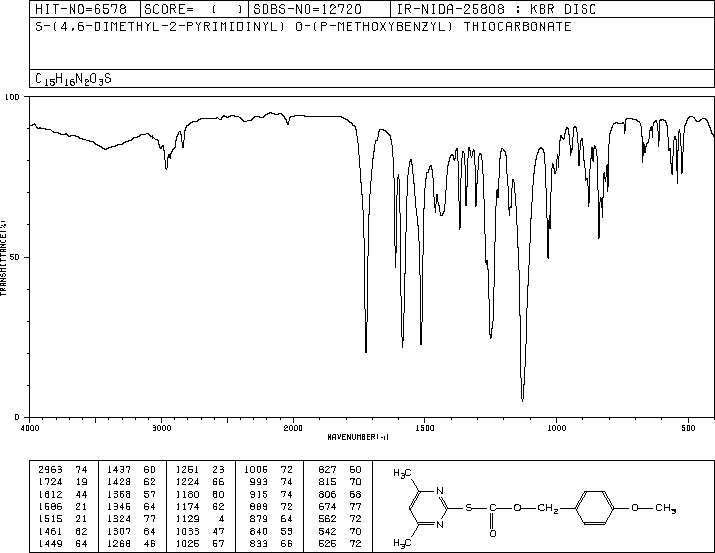 HIT-NO=6578 SCORE= ( ) SDBS-NO=12720 IR-NIDA-25808 : KBR DISC
S-(4,6-DIMETHYL-2-PYRIMIDINYL) O-(P-METHOXYBENZYL) THIOCARBONATE
C15H16N2O3S
100
50
0
TRANSMITTANCE(%)
4000 3000 2000 1500 1000 500
WAVENUMBER(-1)
2963 74 1437 60 1251 23 1006 72 827 60
1724 19 1428 62 1224 66 993 74 815 70
1612 44 1368 57 1180 60 915 74 806 68
1586 21 1345 64 1174 62 889 72 674 77
1515 21 1324 77 1129 4 879 64 562 72
1461 62 1307 64 1033 47 840 53 542 70
1449 64 1268 46 1026 57 833 66 525 72
H3C
N
N
H3C
S
C
O
O
CH2
O
CH3